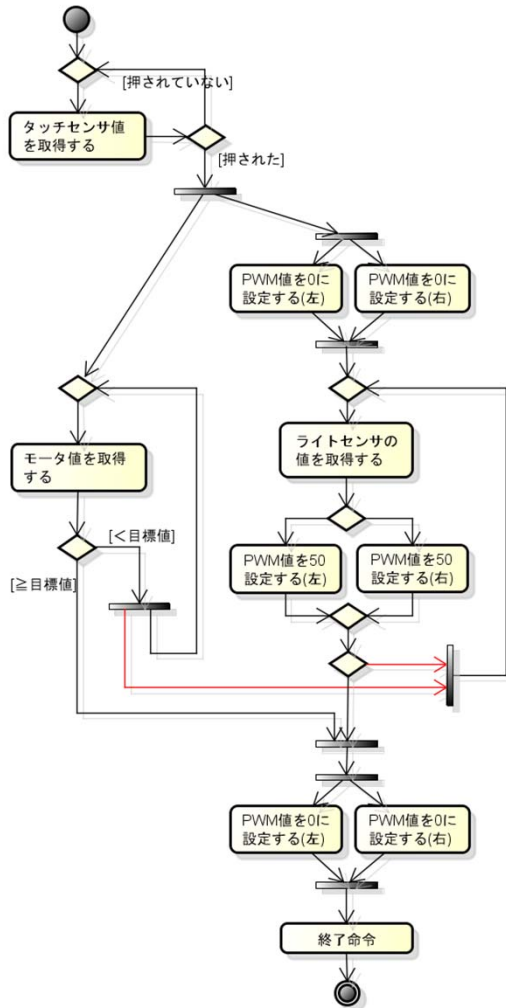 [押されていない]
タッチセンサ値
を取得する
[押された]
PWM値を0に
設定する(左)
PWM値を0に
設定する(右)
モータ値を取得
する
ライトセンサの
値を取得する
[<目標値]
[≧目標値]
PWM値を50
設定する(左)
PWM値を50
設定する(右)
PWM値を0に
設定する(左)
PWM値を0に
設定する(右)
終了命令